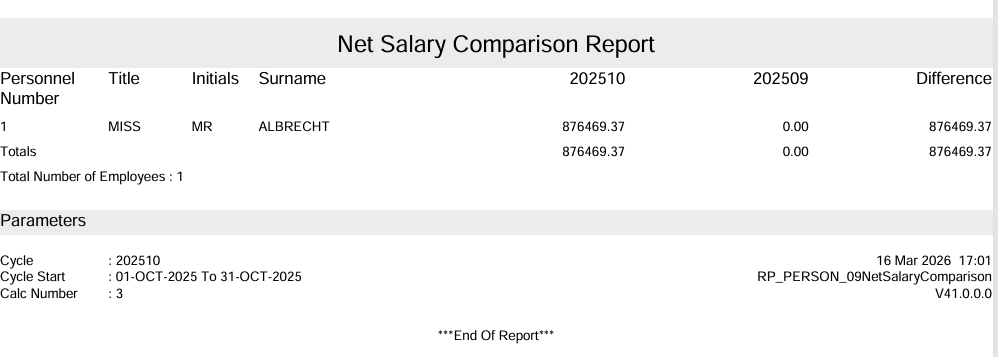 Net Salary Comparison Report
Personnel Number Title Initials Surname 202510 202509 Difference
1 MISS MR ALBRECHT 876469.37 0.00 876469.37
Totals 876469.37 0.00 876469.37
Total Number of Employees : 1
Parameters
Cycle : 202510 16 Mar 2026 17:01
Cycle Start : 01-OCT-2025 To 31-OCT-2025 RP_PERSON_09NetSalaryComparison
Calc Number : 3 V41.0.0.0
***End Of Report***